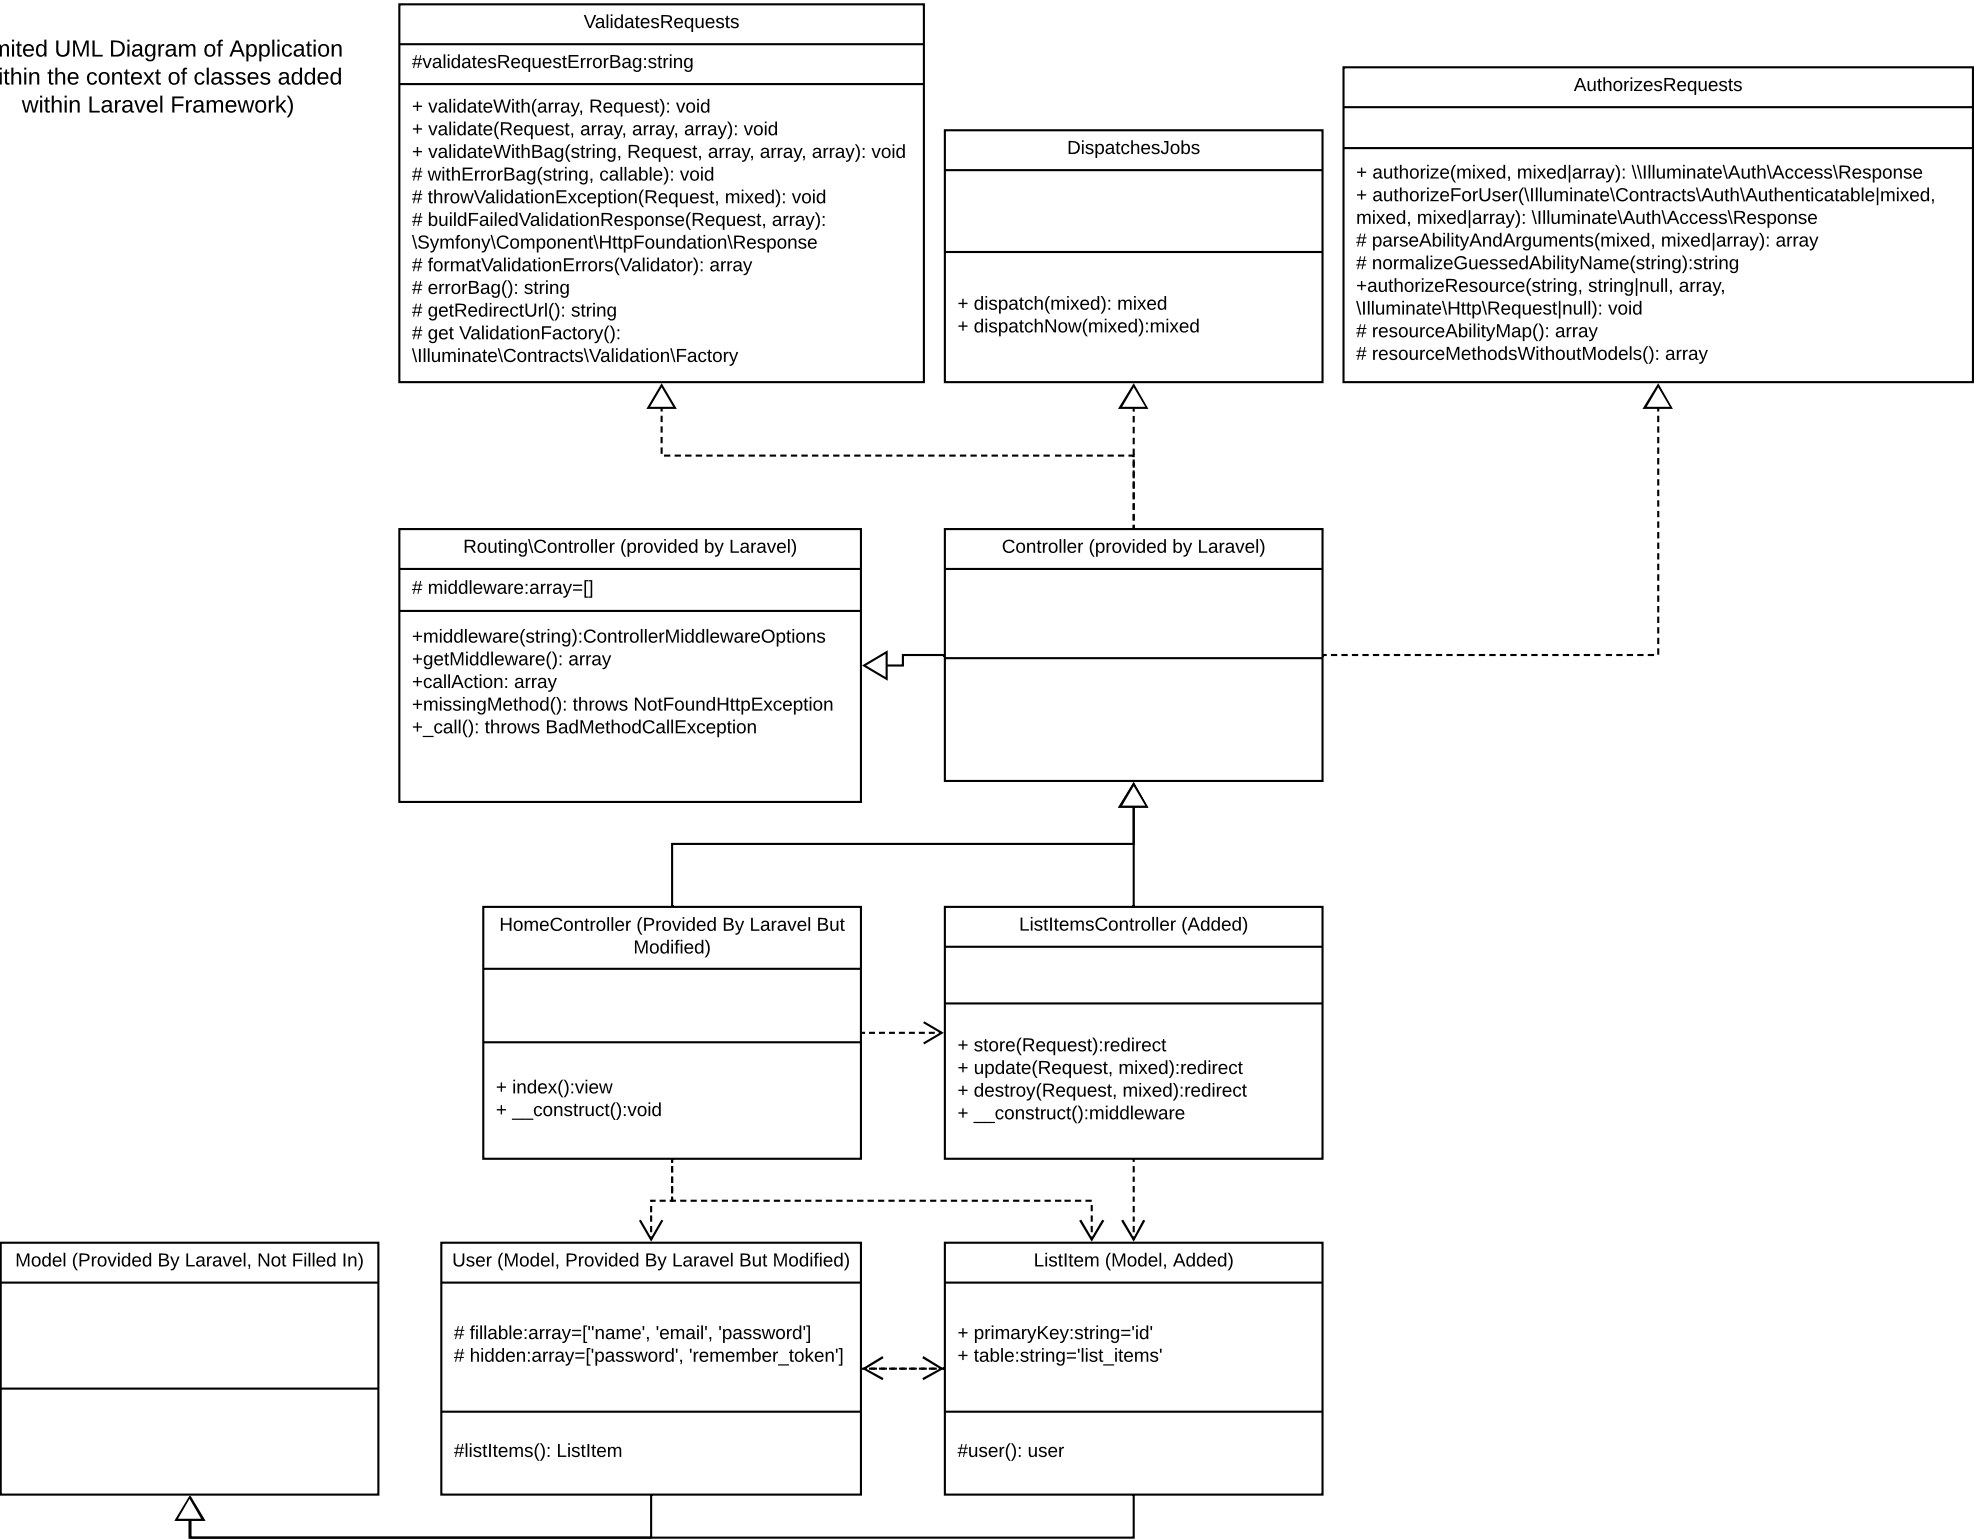 ited UML Diagram of Application
ithin the context of classes added
within Laravel Framework)
ValidatesRequests
#validatesRequestErrorBag:string
+ validateWith(array, Request): void
+ validate(Request, array, array, array): void
+ validateWithBag(string, Request, array, array, array): void
# withErrorBag(string, callable): void
# throwValidationException(Request, mixed): void
# buildFailedValidationResponse(Request, array):
\Symfony\Component\HttpFoundation\Response
# formatValidationErrors(Validator): array
# errorBag(): string
# getRedirectUrl(): string
# get ValidationFactory():
\Illuminate\Contracts\Validation\Factory
DispatchesJobs
+ dispatch(mixed): mixed
+ dispatchNow(mixed):mixed
AuthorizesRequests
+ authorize(mixed, mixed|array): \\Illuminate\Auth\Access\Response
+ authorizeForUser(\Illuminate\Contracts\Auth\Authenticatable|mixed,
mixed, mixed|array): \Illuminate\Auth\Access\Response
# parseAbilityAndArguments(mixed, mixed|array): array
# normalizeGuessedAbilityName(string):string
+authorizeResource(string, string|null, array,
\Illuminate\Http\Request|null): void
# resourceAbilityMap(): array
# resourceMethodsWithoutModels(): array
Routing\Controller (provided by Laravel)
# middleware:array=[]
+middleware(string):ControllerMiddlewareOptions
+getMiddleware(): array
+callAction: array
+missingMethod(): throws NotFoundHttpException
+_call(): throws BadMethodCallException
Controller (provided by Laravel)
HomeController (Provided By Laravel But
Modified)
+ index():view
+ __construct():void
ListItemsController (Added)
+ store(Request):redirect
+ update(Request, mixed):redirect
+ destroy(Request, mixed):redirect
+ __construct():middleware
Model (Provided By Laravel, Not Filled In)
User (Model, Provided By Laravel But Modified)
# fillable:array=["name', 'email', 'password']
# hidden:array=['password', 'remember_token']
#listItems(): ListItem
ListItem (Model, Added)
+ primaryKey:string='id'
+ table:string='list_items'
#user(): user